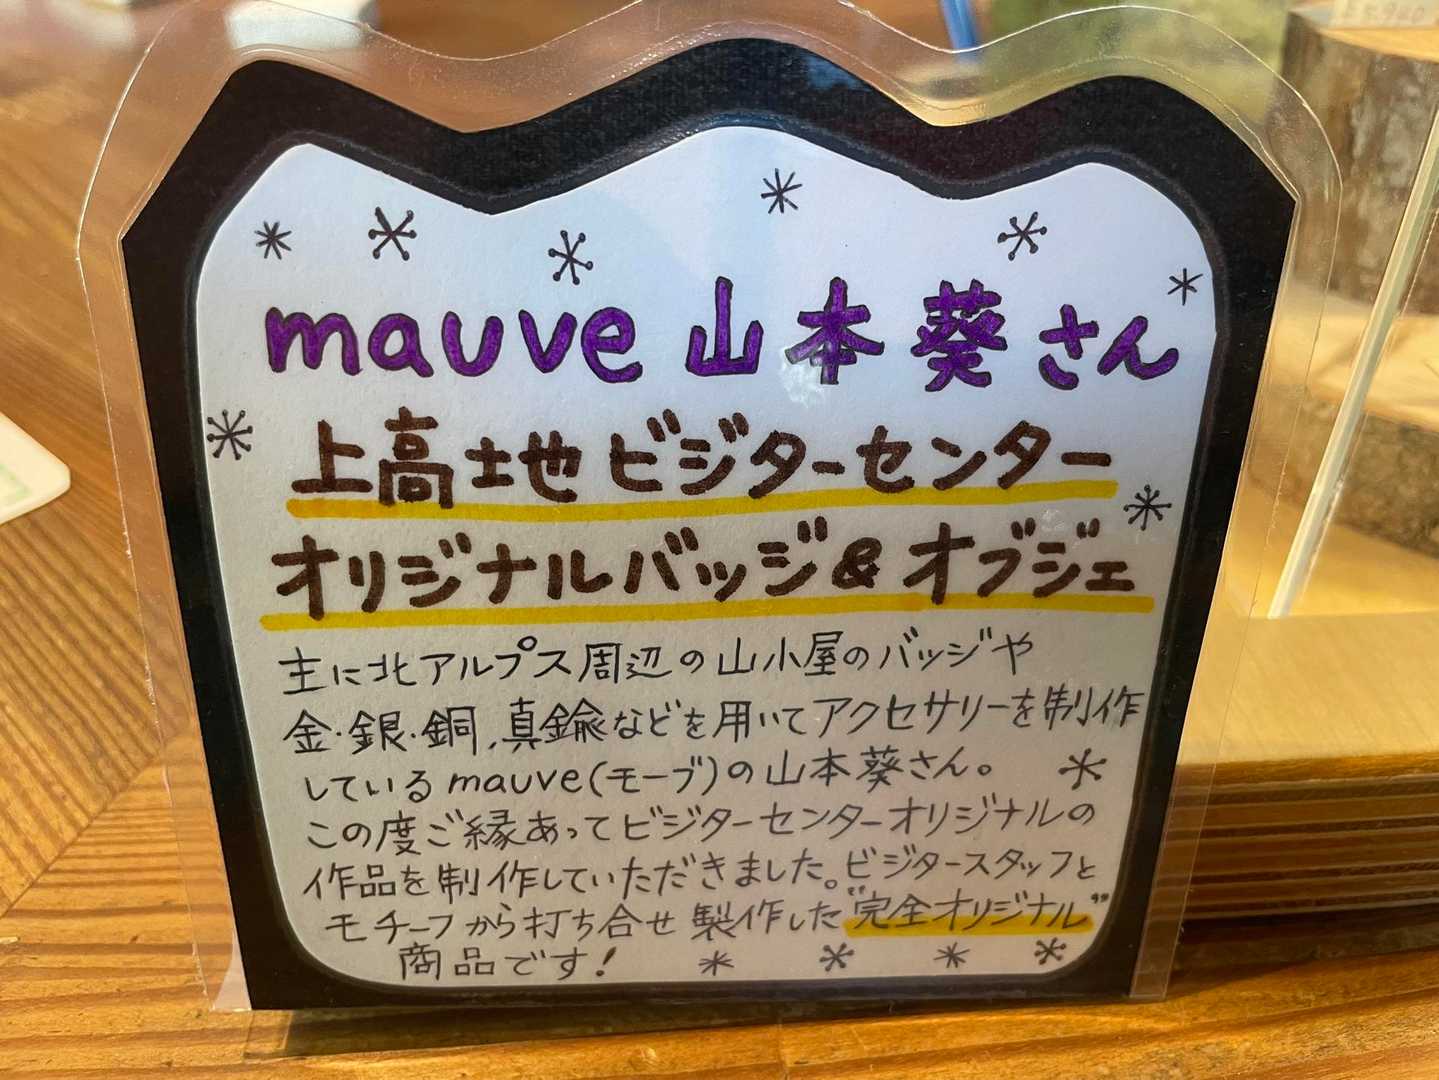 mauve 山本葵さん
上高地ビジターセンター
オリジナルバッジ&オブジェ
主に北アルプス周辺の山小屋のバッジや
金・銀・銅、真鍮などを用いてアクセサリーを制作
しているmauve(モーブ)の山本葵さん。
この度ご縁あってビジターセンターオリジナルの
作品を制作していただきました。ビジタースタッフと
モチーフから打ち合せ製作した"完全オリジナル"
商品です!